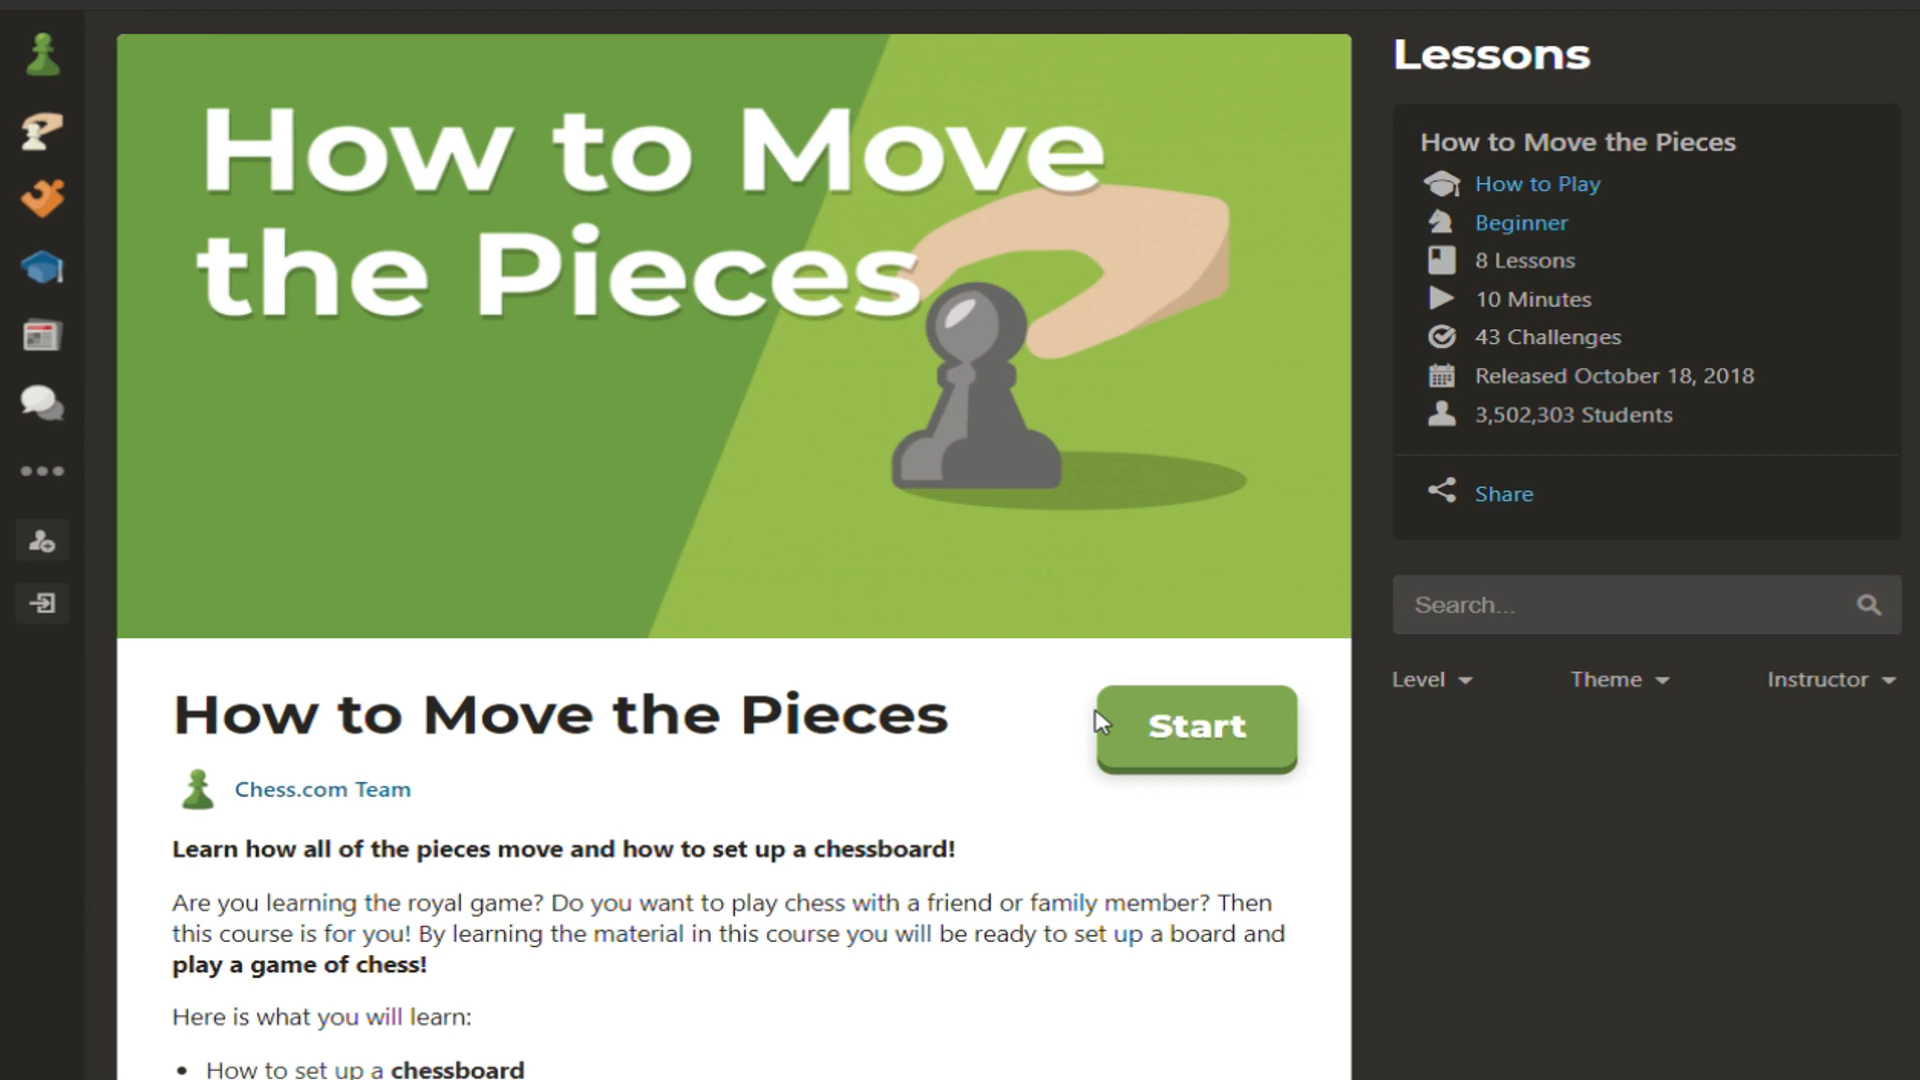 How to Move
the Pieces
How to Move the Pieces
Start
Chess.com Team
Learn how all of the pieces move and how to set up a chessboard!
Are you learning the royal game? Do you want to play chess with a friend or family member? Then
this course is for you! By learning the material in this course you will be ready to set up a board and
play a game of chess!
Here is what you will learn:
• How to set up a chessboard
Lessons
How to Move the Pieces
How to Play
Beginner
8 Lessons
10 Minutes
43 Challenges
Released October 18, 2018
3,502,303 Students
Share
Search...
Level
Theme
Instructor